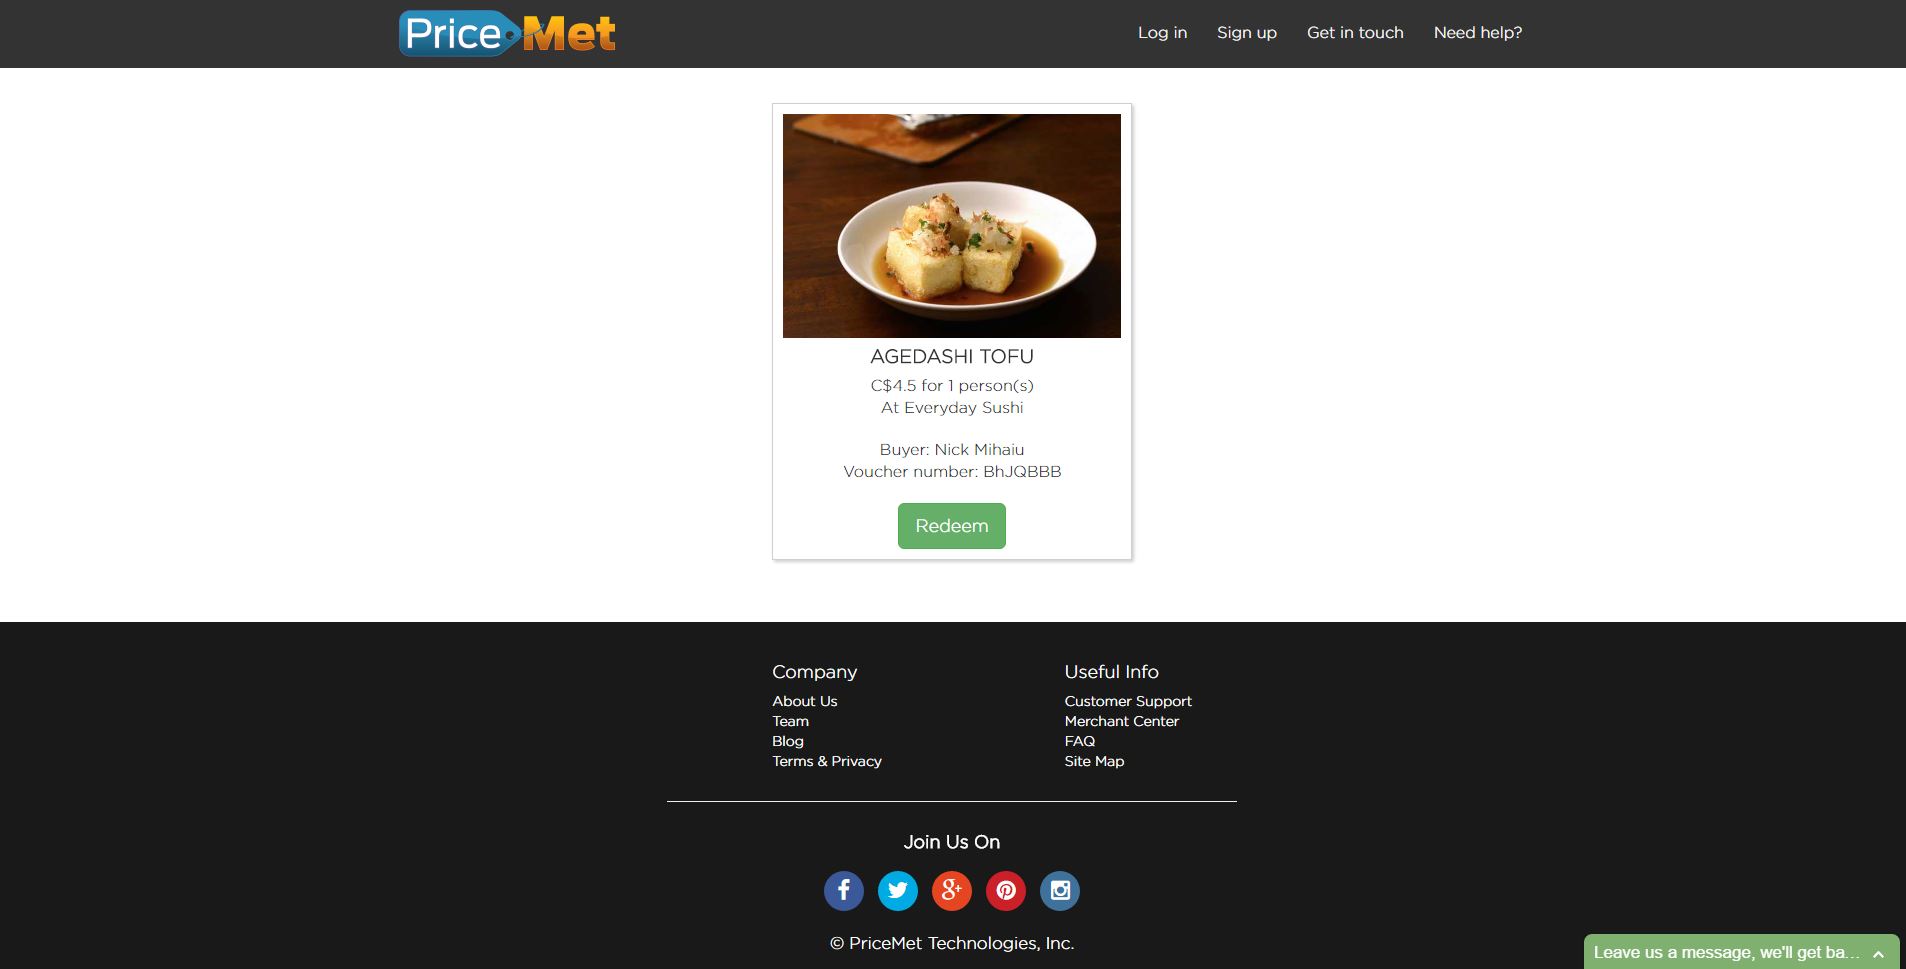 PriceMet
Log in
Sign up
Get in touch
Need help?
AGEDASHI TOFU
C$4.5 for 1 person(s)
At Everyday Sushi
Buyer: Nick Mihaiu
Voucher number: BhJQBBB
Redeem
Company
About Us
Team
Blog
Terms & Privacy
Useful Info
Customer Support
Merchant Center
FAQ
Site Map
Join Us On
© PriceMet Technologies, Inc.
Leave us a message, we'll get ba...